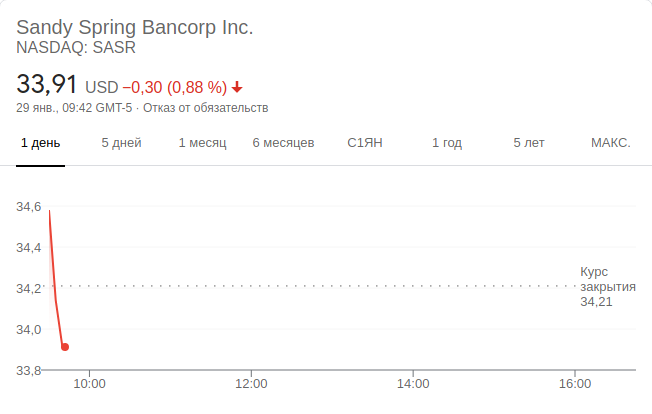 Sandy Spring Bancorp Inc.
NASDAQ: SASR
33,91 USD −0,30 (0,88 %)
29 янв., 09:42 GMT-5 · Отказ от обязательств
1 день 5 дней 1 месяц 6 месяцев С1ЯН 1 год 5 лет МАКС.
34,6
34,4
Курс
закрытия
34,21
34,2
34,0
33,8
10:00 12:00 14:00 16:00